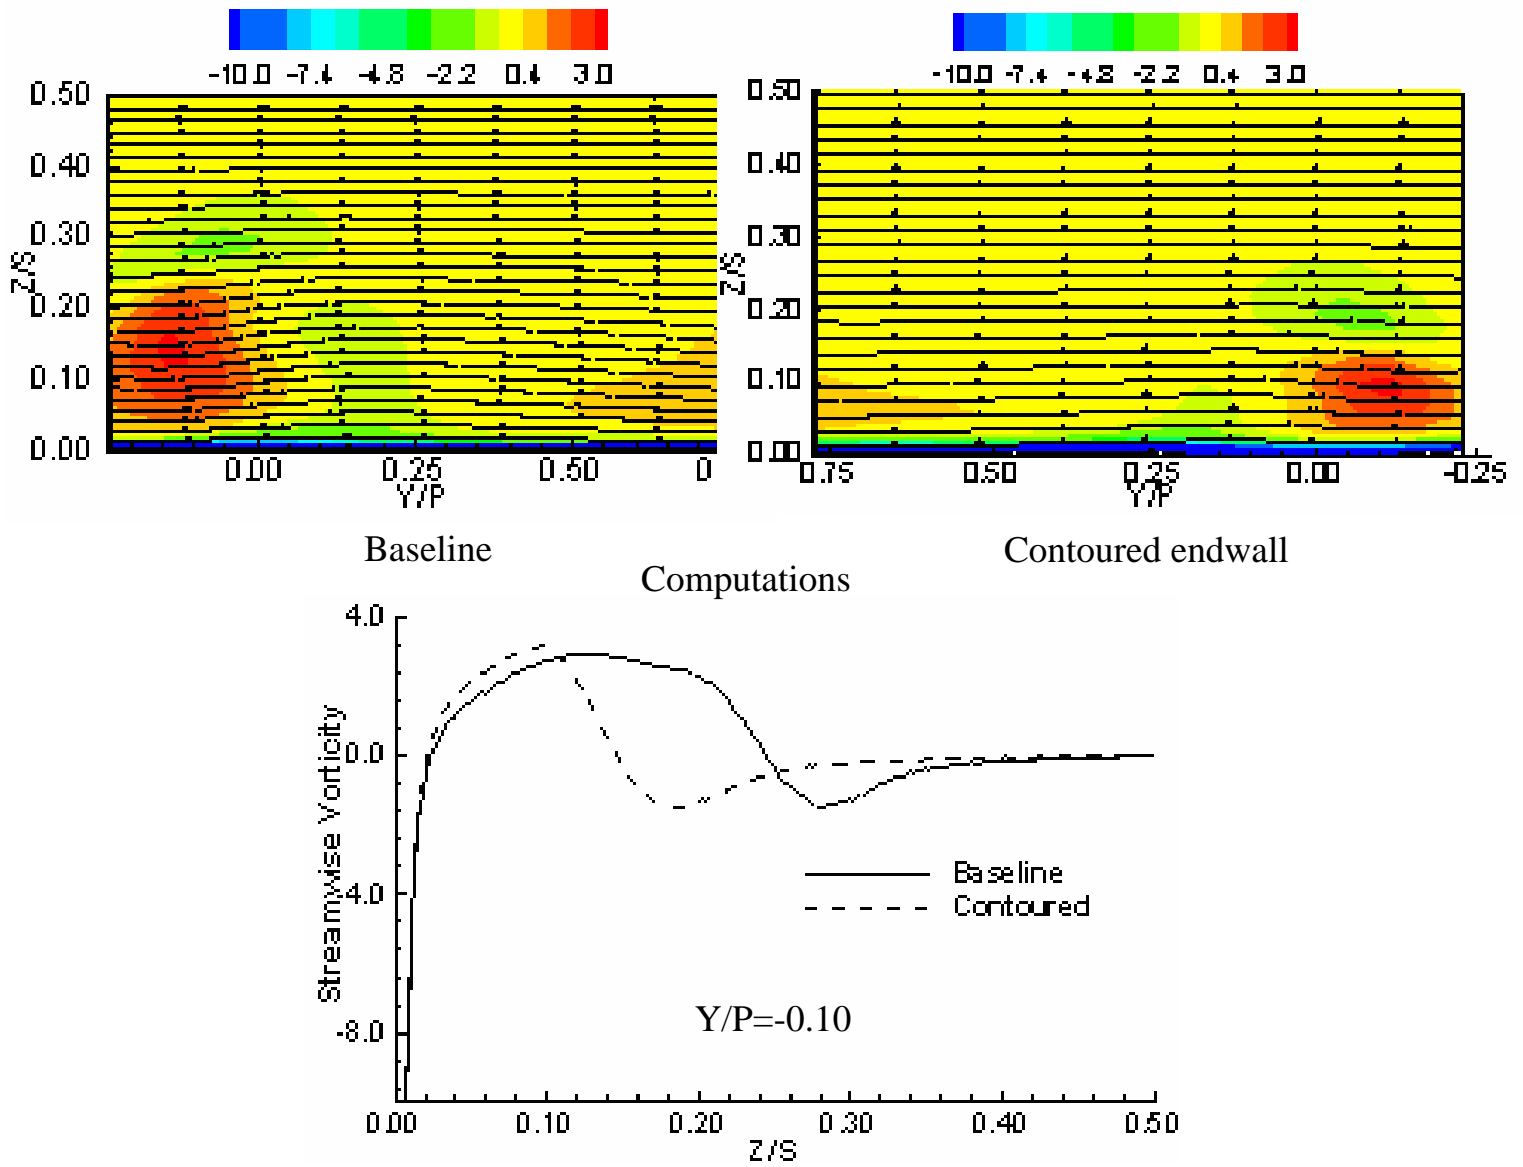 -10.0 -7.4 -4.8 -2.2 0.4 3.0
0.50
0.40
0.30
0.20
0.10
0.00
Z/S
0.00 0.25 0.50 0
Y/P
-10.0 -7.4 -4.8 -2.2 0.4 3.0
0.50
0.40
0.30
0.20
0.10
0.00
Z/S
0.75 0.50 0.25 0.00 -0.25
Y/P
Baseline
Contoured endwall
Computations
4.0
0.0
4.0
-8.0
Streamwise Vorticity
Baseline
Contoured
Y/P=-0.10
0.00 0.10 0.20 0.30 0.40 0.50
Z/S